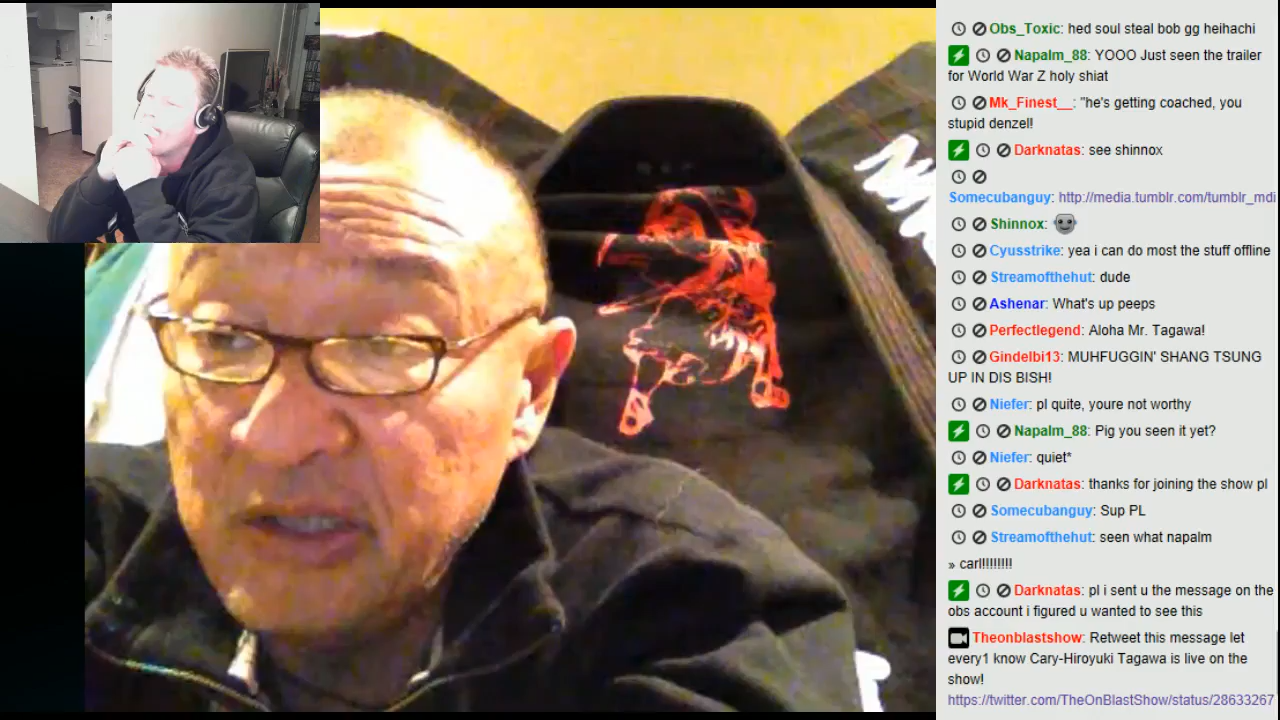 Obs_Toxic: hed soul steal bob gg heihachi
Napalm_88: YOOO Just seen the trailer
for World War Z holy shiat
Mk_Finest__: "he's getting coached, you
stupid denzel!
Darknatas: see shinnox
Somecubanguy: http://media.tumblr.com/tumblr_mdi
Shinnox:
Cyusstrike: yea i can do most the stuff offline
Streamofthehut: dude
Ashenar: What's up peeps
Perfectlegend: Aloha Mr. Tagawa!
Gindelbi13: MUHFUGGIN' SHANG TSUNG
UP IN DIS BISH!
Niefer: pl quite, youre not worthy
Napalm_88: Pig you seen it yet?
Niefer: quiet*
Darknatas: thanks for joining the show pl
Somecubanguy: Sup PL
Streamofthehut: seen what napalm
» carl!!!!!!!!
Darknatas: pl i sent u the message on the
obs account i figured u wanted to see this
Theonblastshow: Retweet this message let
every1 know Cary-Hiroyuki Tagawa is live on the
show!
https://twitter.com/TheOnBlastShow/status/28633267